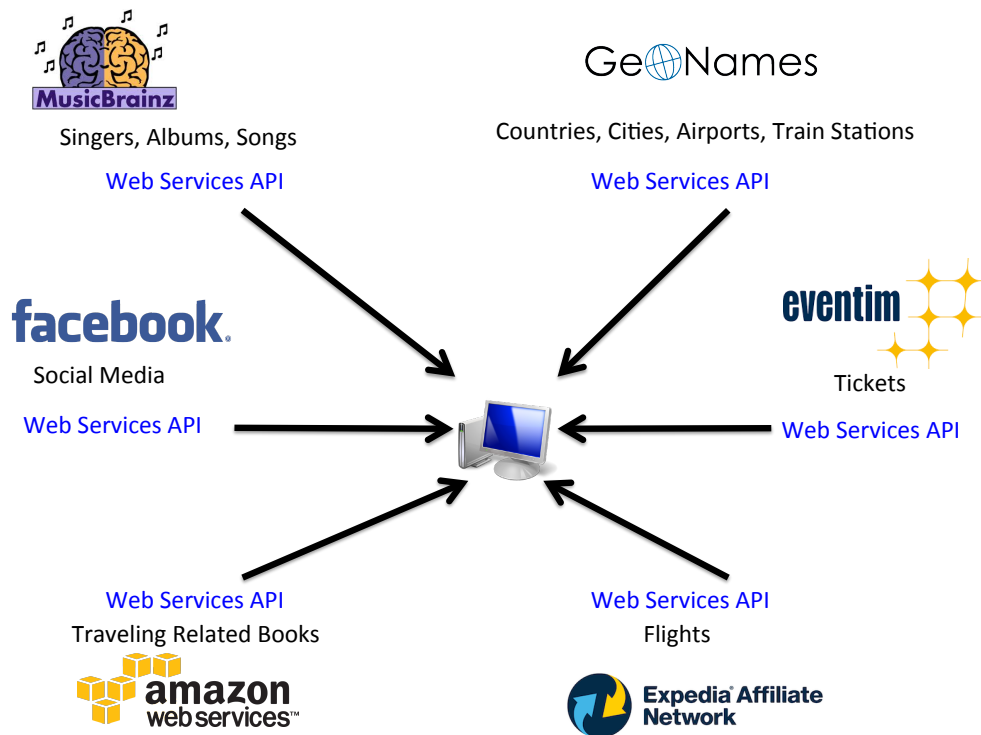 MusicBrainz
Singers, Albums, Songs
Web Services API
GeoNames
Countries, Cities, Airports, Train Stations
Web Services API
facebook®
Social Media
Web Services API
eventim
Tickets
Web Services API
Web Services API
Traveling Related Books
amazon
webservices™
Web Services API
Flights
Expedia® Affiliate
Network